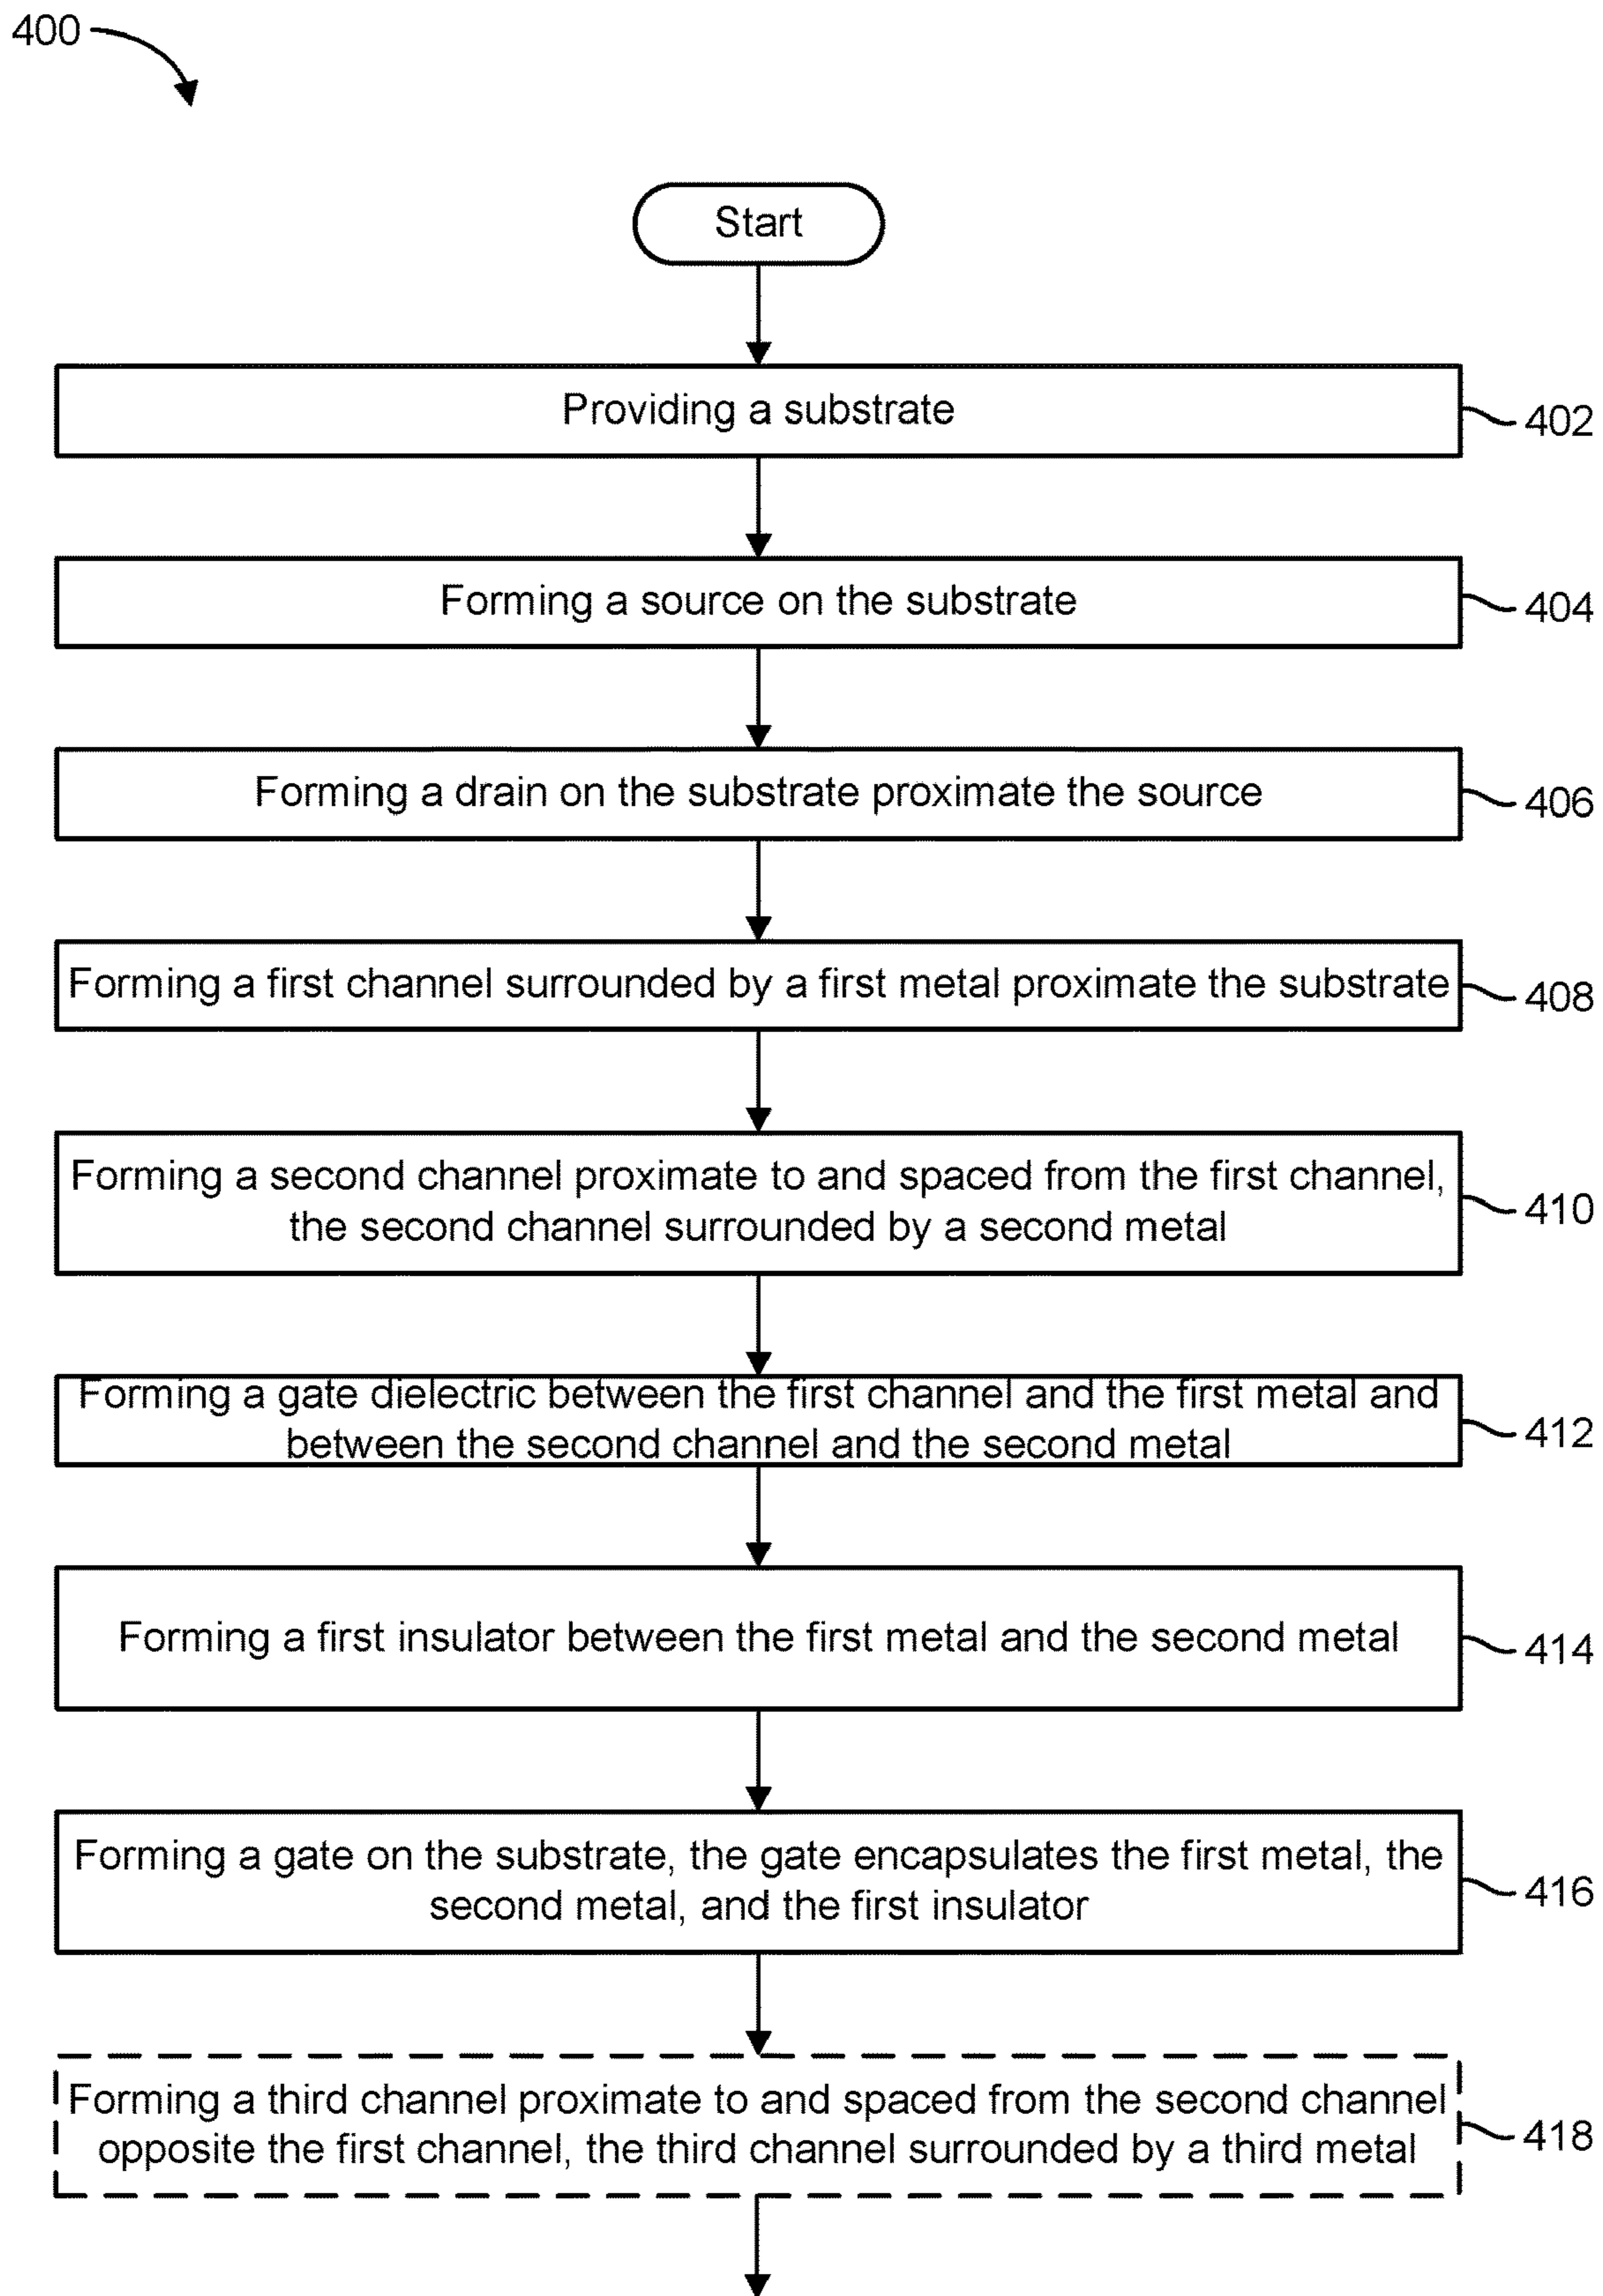 400
Start
Providing a substrate
402
Forming a source on the substrate
404
Forming a drain on the substrate proximate the source
406
Forming a first channel surrounded by a first metal proximate the substrate
408
Forming a second channel proximate to and spaced from the first channel,
the second channel surrounded by a second metal
410
Forming a gate dielectric between the first channel and the first metal and
between the second channel and the second metal
412
Forming a first insulator between the first metal and the second metal
414
Forming a gate on the substrate, the gate encapsulates the first metal, the
second metal, and the first insulator
416
Forming a third channel proximate to and spaced from the second channel
opposite the first channel, the third channel surrounded by a third metal
418